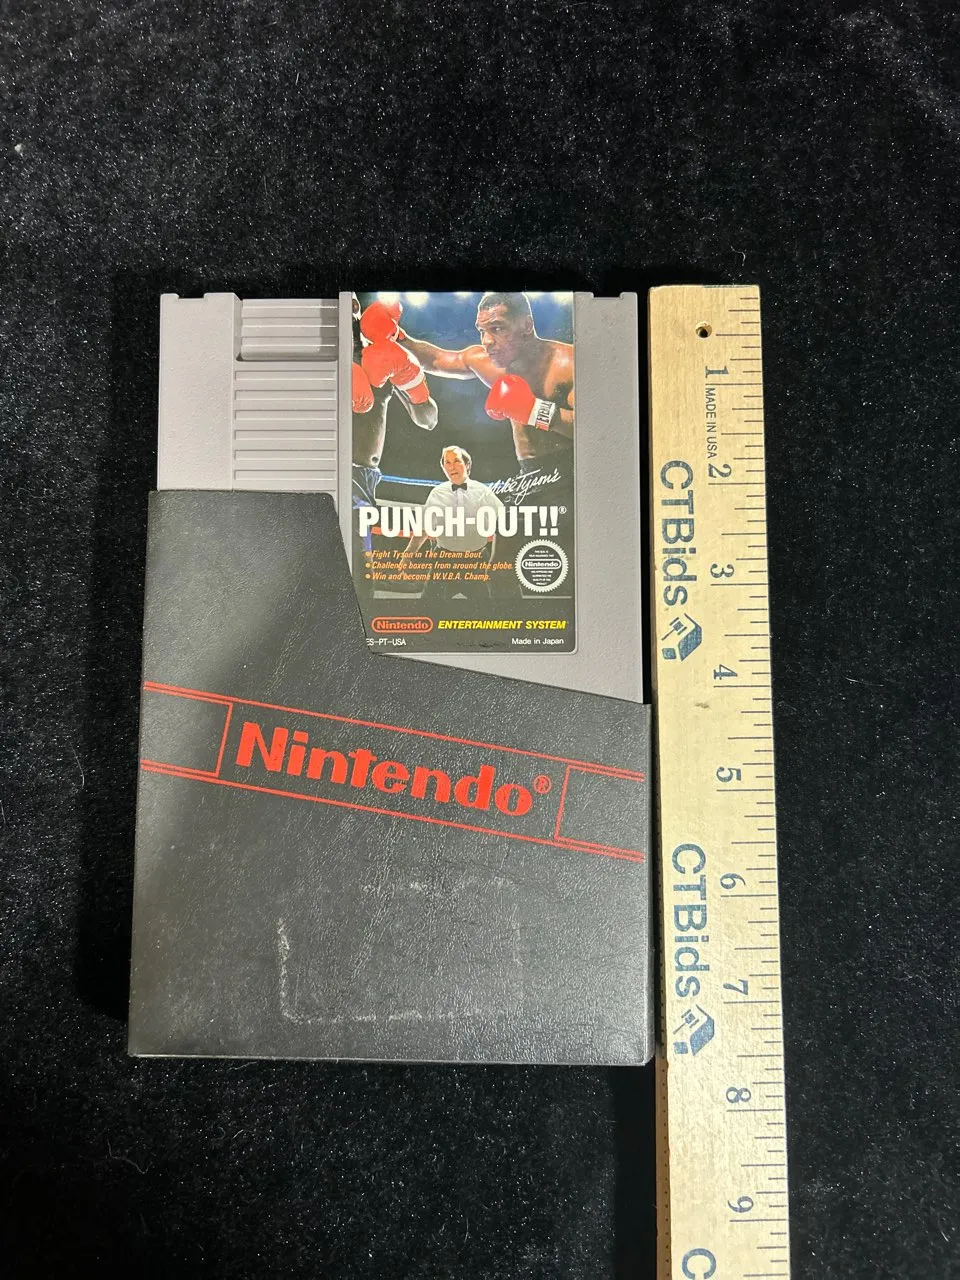 TYSON
Mike Tyson's
PUNCH-OUT!!®
Fight Tyson in The Dream Bout.
Challenge boxers from around the globe.
Win and become W.V.B.A. Champ.
Nintendo
Nintendo ENTERTAINMENT SYSTEM
ES-PT-USA Made in Japan
Nintendo®
1 2 3 4 5 6 7 8 9
MADE IN USA
CTBids
CTBids
C